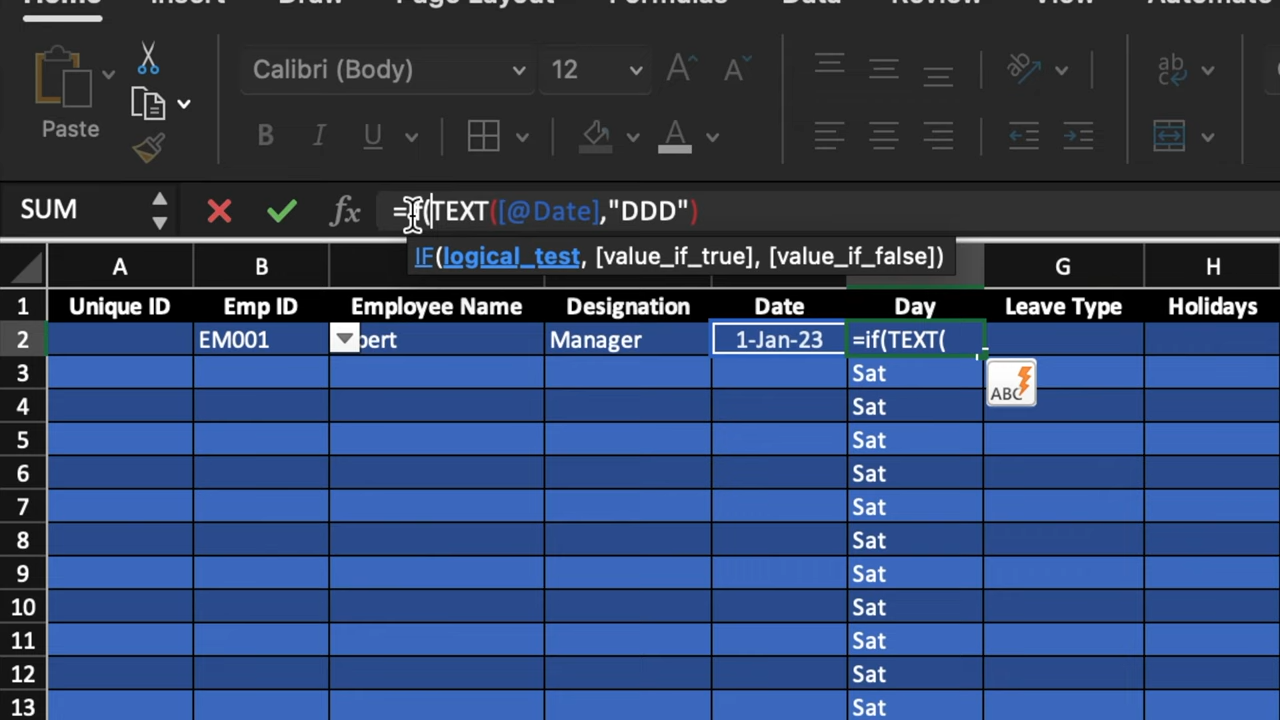 Home Insert Draw Page Layout Formulas Data Review View Automate
Calibri (Body) 12
Paste
SUM =if(TEXT([@Date],"DDD")
IF(logical_test, [value_if_true], [value_if_false])
A B G H
1 Unique ID Emp ID Employee Name Designation Date Day Leave Type Holidays
2 EM001 Manager 1-Jan-23 =if(TEXT(
3 Sat
ABC
4 Sat
5 Sat
6 Sat
7 Sat
8 Sat
9 Sat
10 Sat
11 Sat
12 Sat
13 Sat